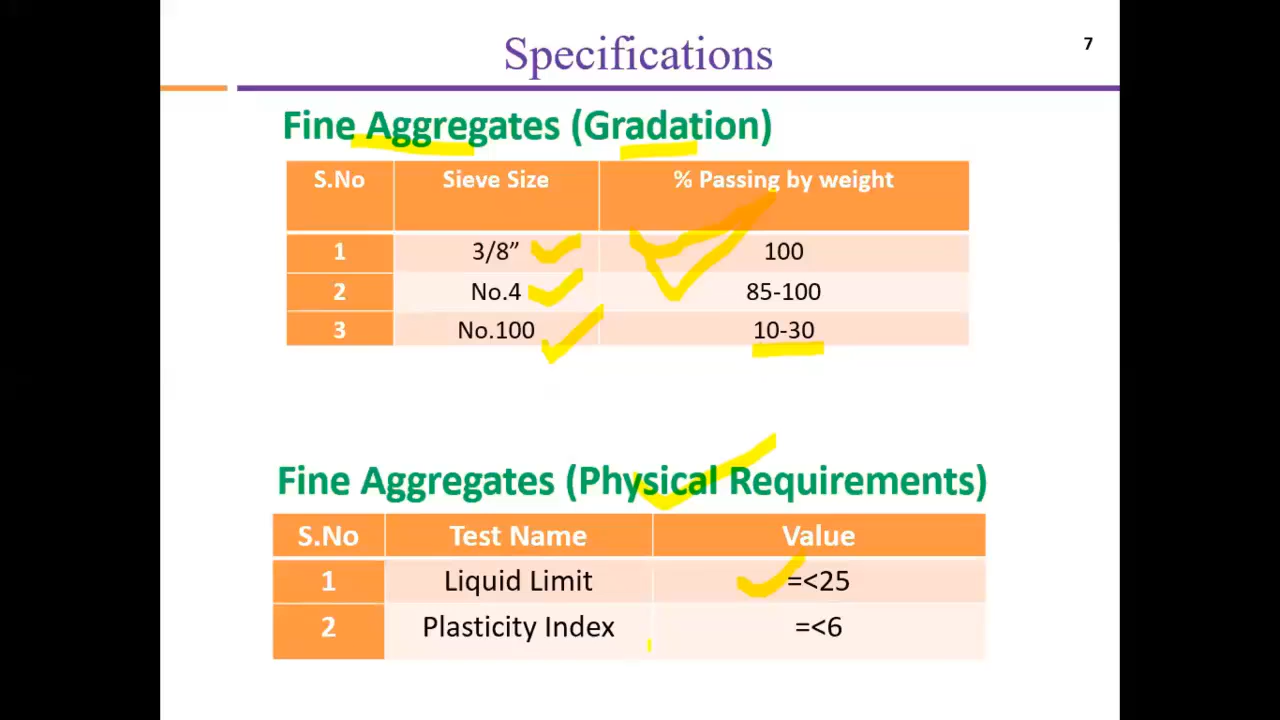 Specifications
7
Fine Aggregates (Gradation)
S.No Sieve Size % Passing by weight
1 3/8” 100
2 No.4 85-100
3 No.100 10-30
Fine Aggregates (Physical Requirements)
S.No Test Name Value
1 Liquid Limit =<25
2 Plasticity Index =<6